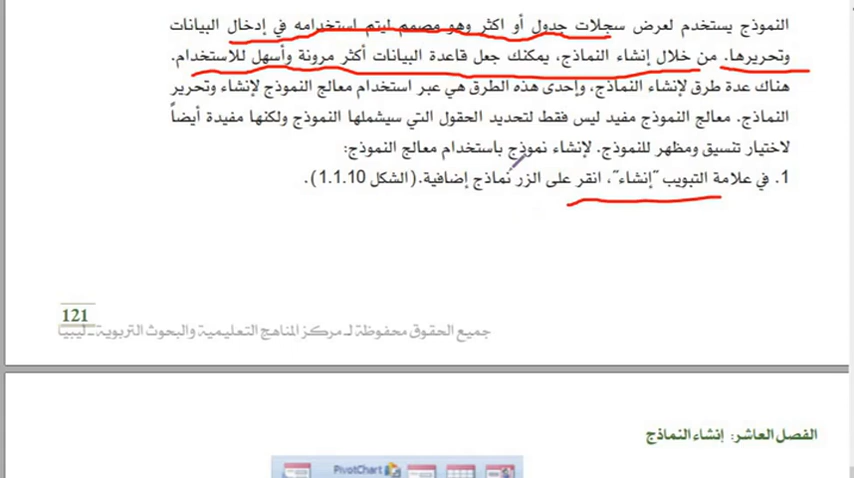 النموذج يستخدم لعرض سجلات جدول أو اكثر وهو مصمم ليتم استخدامه في إدخال البيانات
وتحريرها. من خلال إنشاء النماذج، يمكنك جعل قاعدة البيانات أكثر مرونة وأسهل للاستخدام.
هناك عدة طرق لإنشاء النماذج، وإحدى هذه الطرق هي عبر استخدام معالج النموذج لإنشاء وتحرير
النماذج. معالج النموذج مفيد ليس فقط لتحديد الحقول التي سيشملها النموذج ولكنها مفيدة أيضاً
لاختيار تنسيق ومظهر للنموذج. لإنشاء نموذج باستخدام معالج النموذج:
1. في علامة التبويب "إنشاء"، انقر على الزر نماذج إضافية. (الشكل 1.1.10).
121
جميع الحقوق محفوظة لـ مركز المناهج التعليمية والبحوث التربوية - ليبيا
الفصل العاشر: إنشاء النماذج
PivotChart